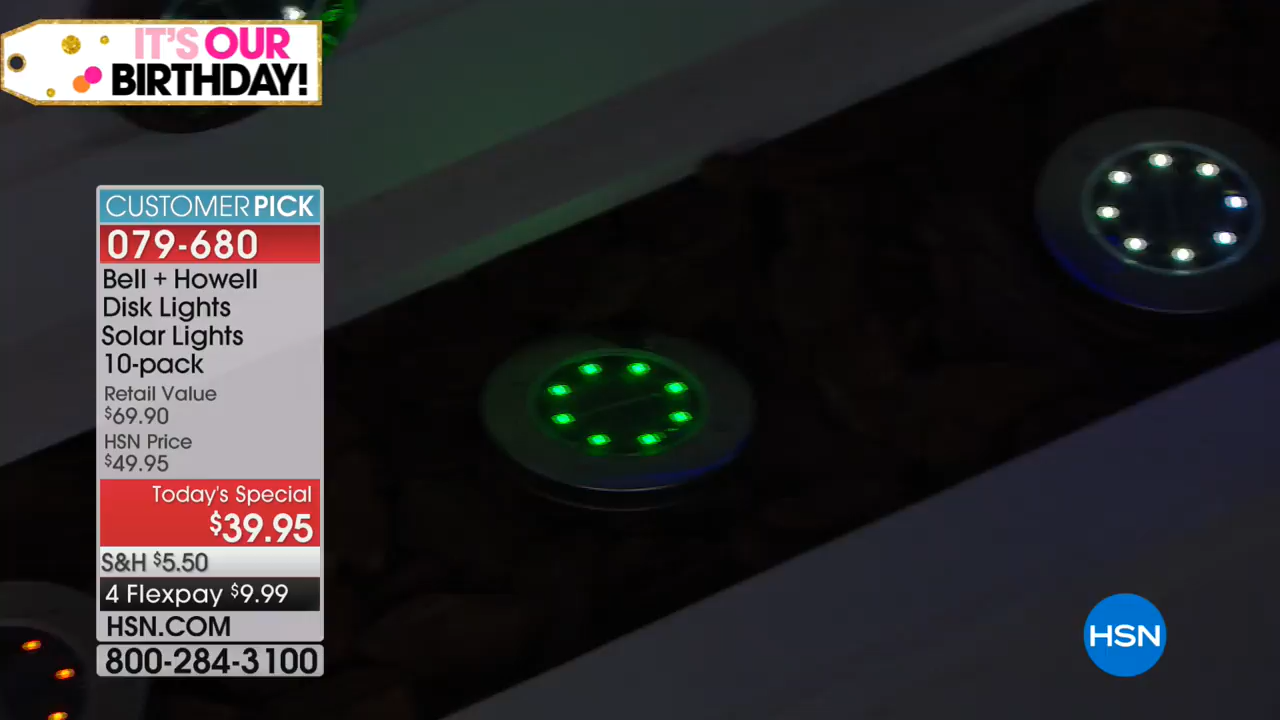 IT'S OUR
BIRTHDAY!
CUSTOMER PICK
079-680
Bell + Howell
Disk Lights
Solar Lights
10-pack
Retail Value
$69.90
HSN Price
$49.95
Today's Special
$39.95
S&H $5.50
4 Flexpay $9.99
HSN.COM
800-284-3100
HSN